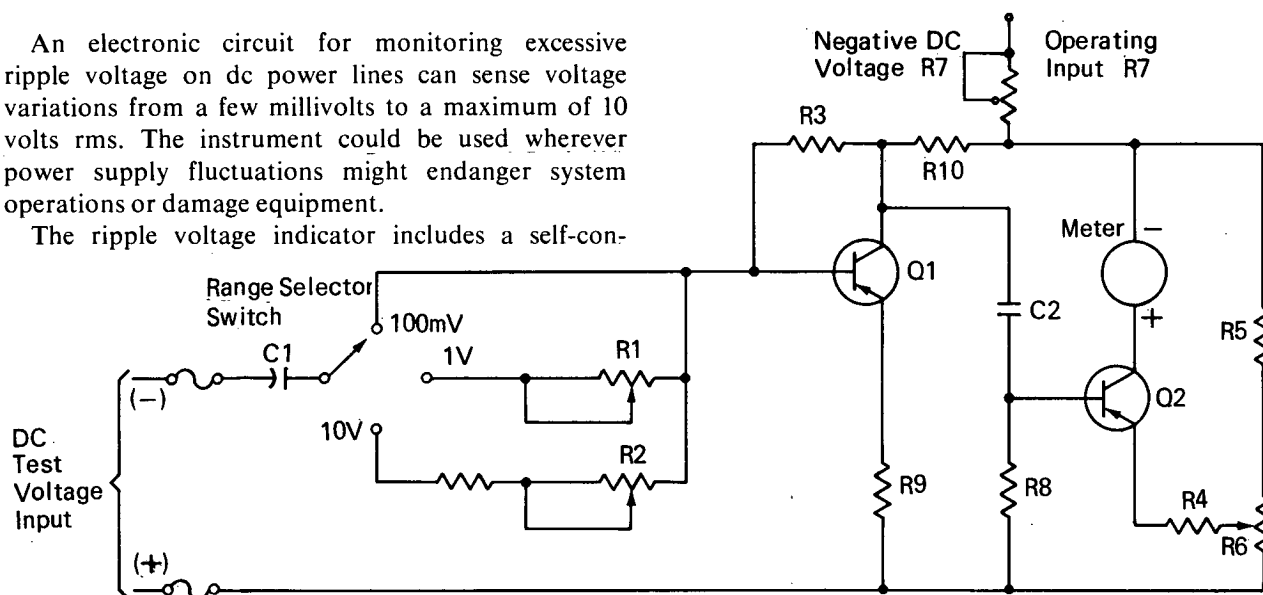 An electronic circuit for monitoring excessive
ripple voltage on dc power lines can sense voltage
variations from a few millivolts to a maximum of 10
volts rms. The instrument could be used wherever
power supply fluctuations might endanger system
operations or damage equipment.
The ripple voltage indicator includes a self-con-
Negative DC
Voltage R7
Operating
Input R7
R3
R10
Meter −
+
Q1
C2
R5
Range Selector
Switch
100mV
C1
1V
R1
(−)
10V
R2
Q2
DC
Test
Voltage
Input
R9
R8
R4
R6
(+)